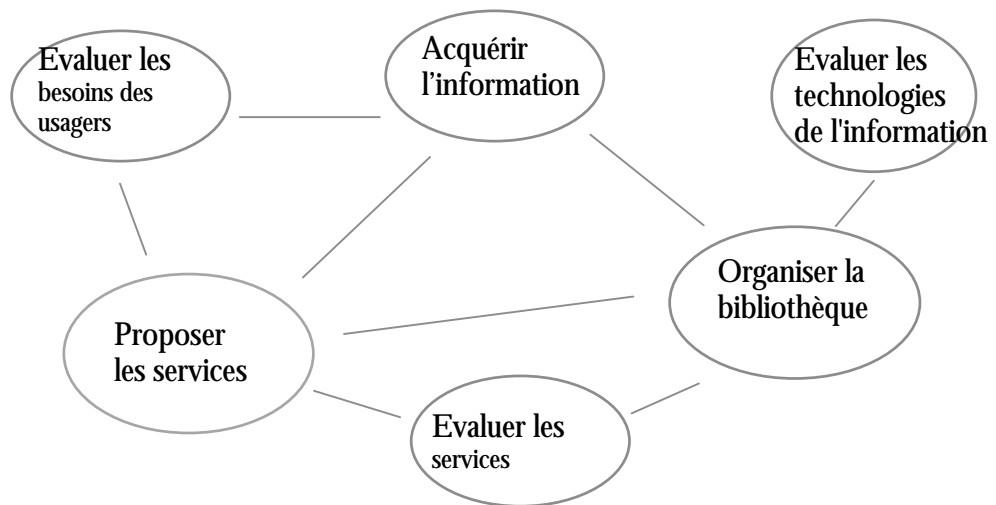 Evaluer les
besoins des
usagers
Acquérir
l'information
Evaluer les
technologies
de l'information
Organiser la
bibliothèque
Proposer
les services
Evaluer les
services